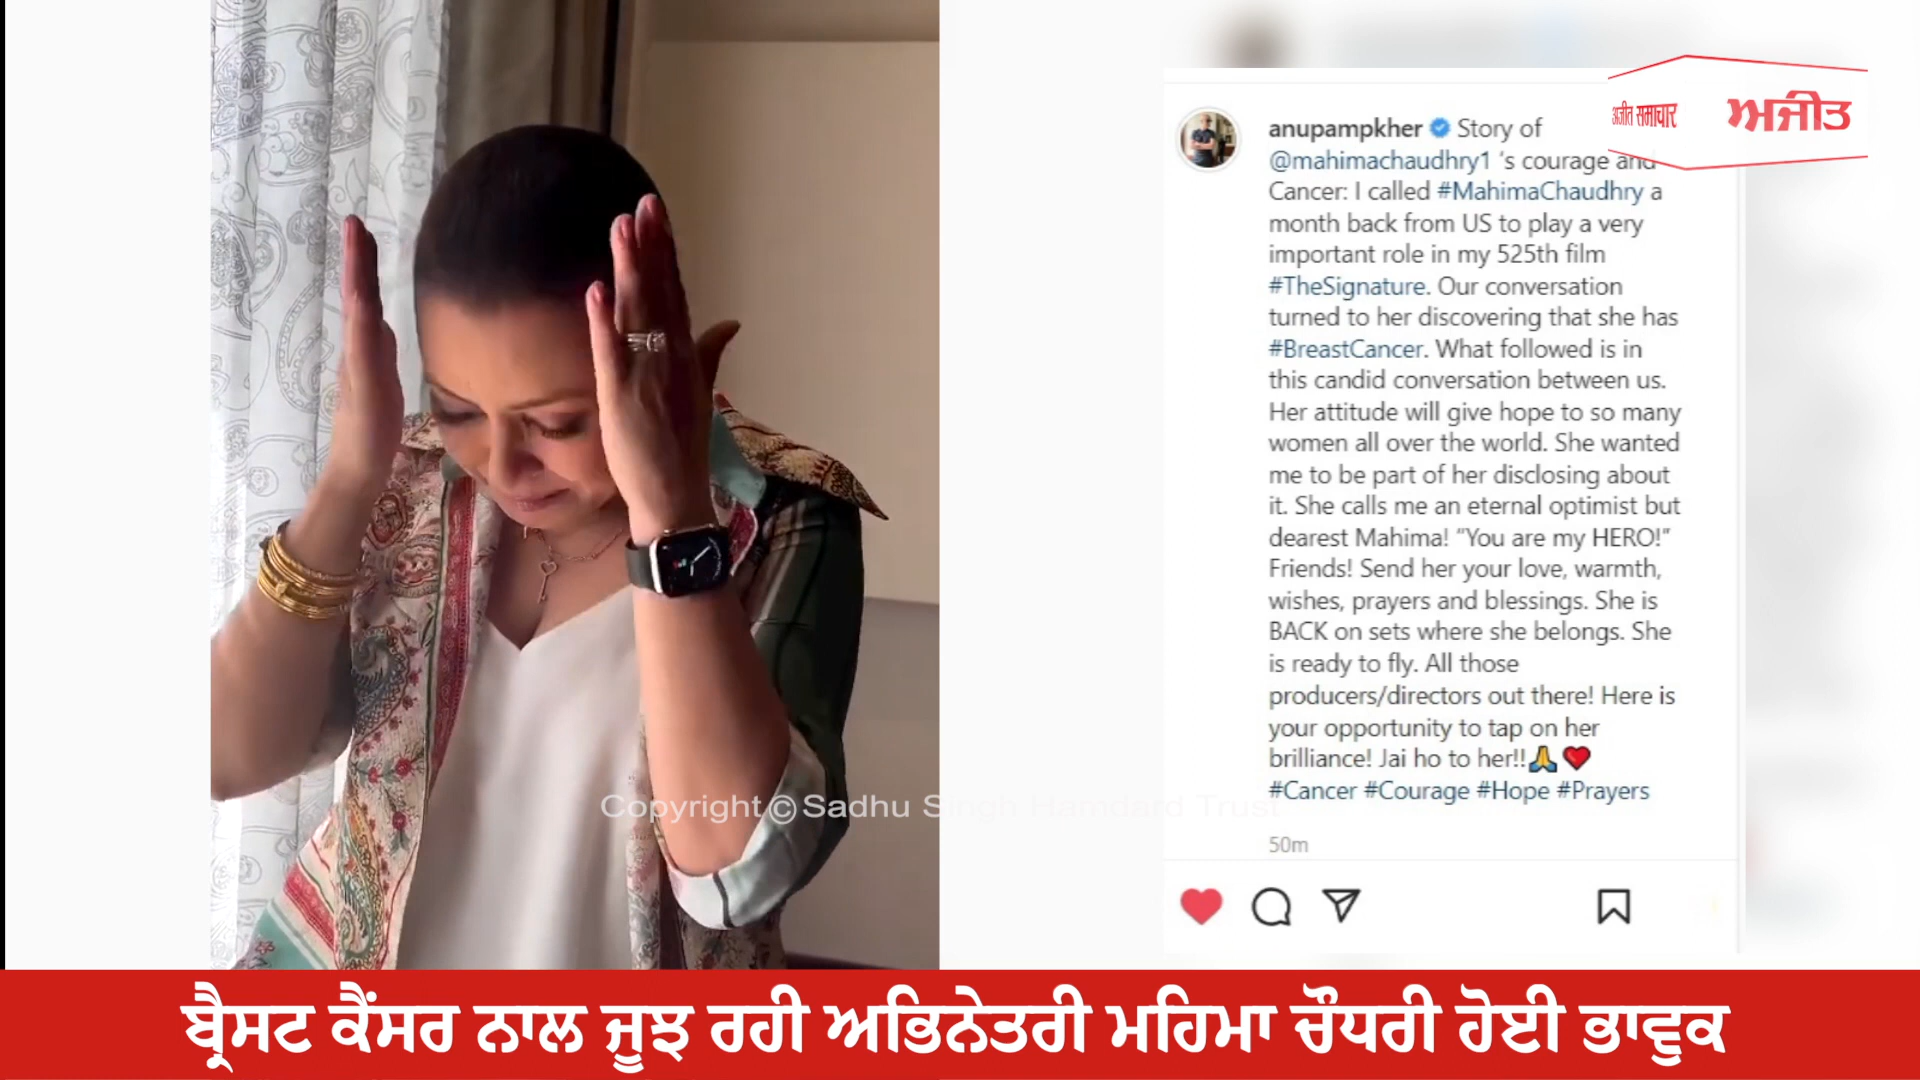 अजीत समाचार ਅਜੀਤ
anupampkher Story of
@mahimachaudhry1 's courage and
Cancer: I called #MahimaChaudhry a
month back from US to play a very
important role in my 525th film
#TheSignature. Our conversation
turned to her discovering that she has
#BreastCancer. What followed is in
this candid conversation between us.
Her attitude will give hope to so many
women all over the world. She wanted
me to be part of her disclosing about
it. She calls me an eternal optimist but
dearest Mahima! “You are my HERO!”
Friends! Send her your love, warmth,
wishes, prayers and blessings. She is
BACK on sets where she belongs. She
is ready to fly. All those
producers/directors out there! Here is
your opportunity to tap on her
brilliance! Jai ho to her!!🙏❤️
#Cancer #Courage #Hope #Prayers
50m
Copyright © Sadhu Singh Hamdard Trust
ਬ੍ਰੈਸਟ ਕੈਂਸਰ ਨਾਲ ਜੂਝ ਰਹੀ ਅਭਿਨੇਤਰੀ ਮਹਿਮਾ ਚੌਧਰੀ ਹੋਈ ਭਾਵੁਕ